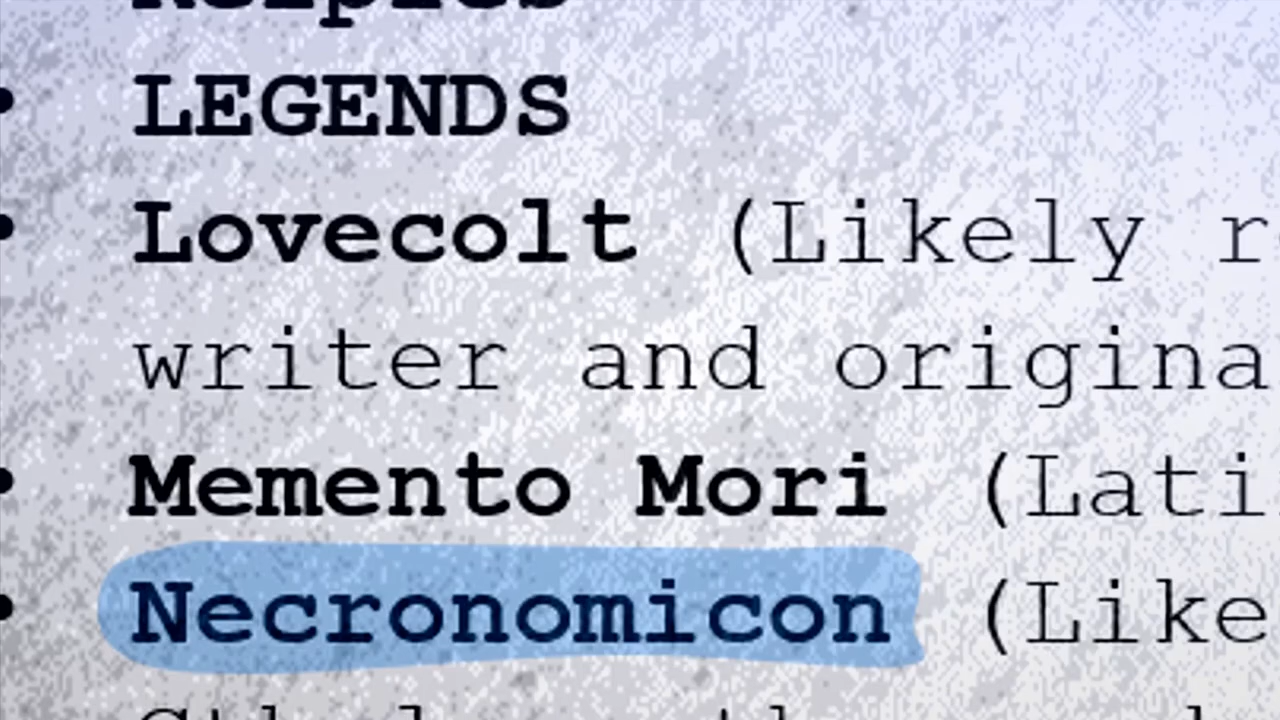 • LEGENDS
• Lovecolt (Likely
writer and origina
• Memento Mori (Lati
• Necronomicon (Like